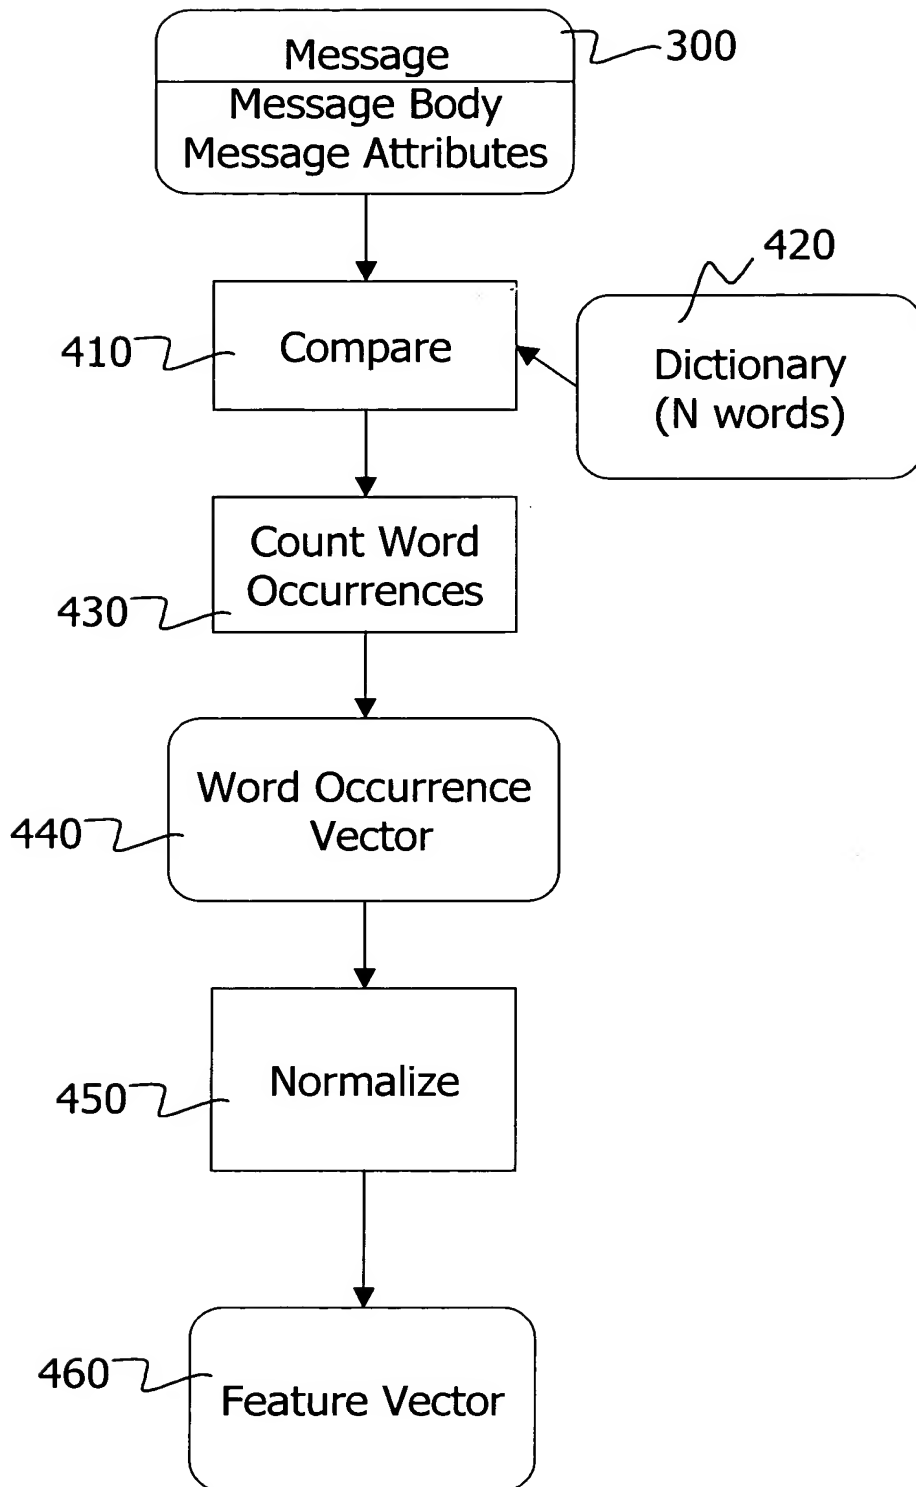 Message
300
Message Body
Message Attributes
420
410
Compare
Dictionary
(N words)
Count Word
Occurrences
430
Word Occurrence
Vector
440
Normalize
450
460
Feature Vector